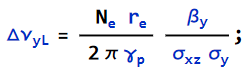 Δν_yL = (N_e r_e / 2 π γ_p) (β_y / σ_xz σ_y) ;